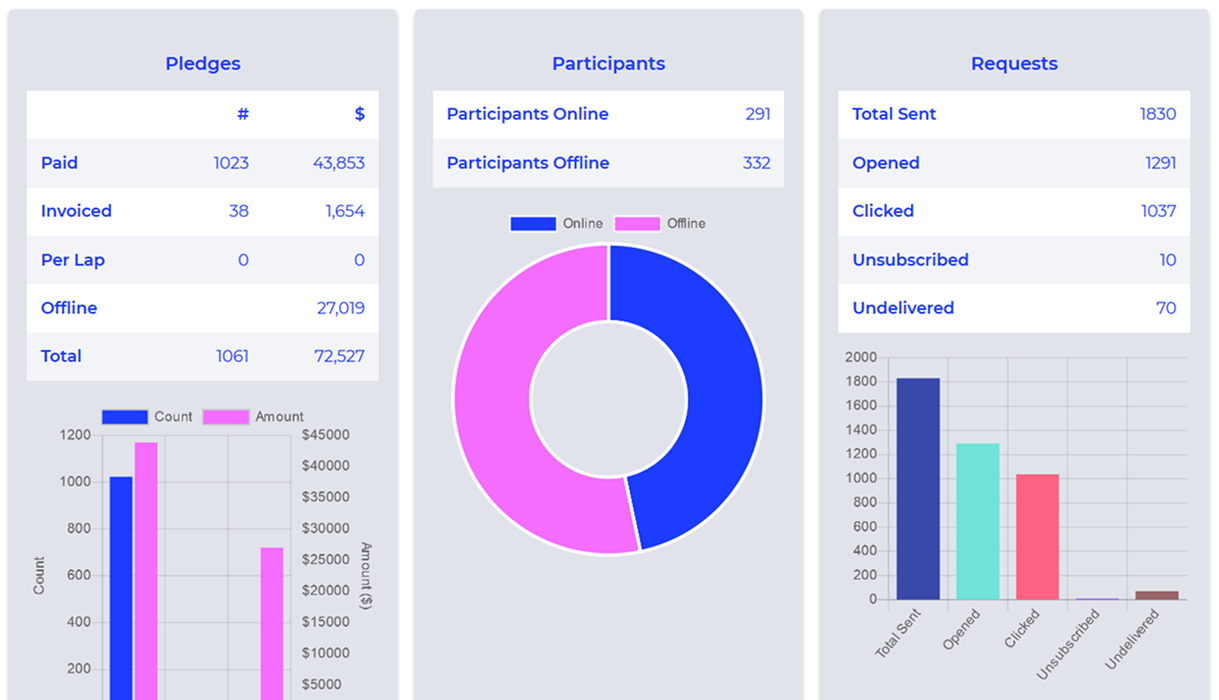 Pledges
# $
Paid 1023 43,853
Invoiced 38 1,654
Per Lap 0 0
Offline 27,019
Total 1061 72,527
Count Amount
1200 $45000
$40000
1000
$35000
800 $30000
$25000
600
$20000
400 $15000
$10000
200
$5000
Count
Amount ($)
Participants
Participants Online 291
Participants Offline 332
Online Offline
Requests
Total Sent 1830
Opened 1291
Clicked 1037
Unsubscribed 10
Undelivered 70
2000
1800
1600
1400
1200
1000
800
600
400
200
0
Total Sent
Opened
Clicked
Unsubscribed
Undelivered